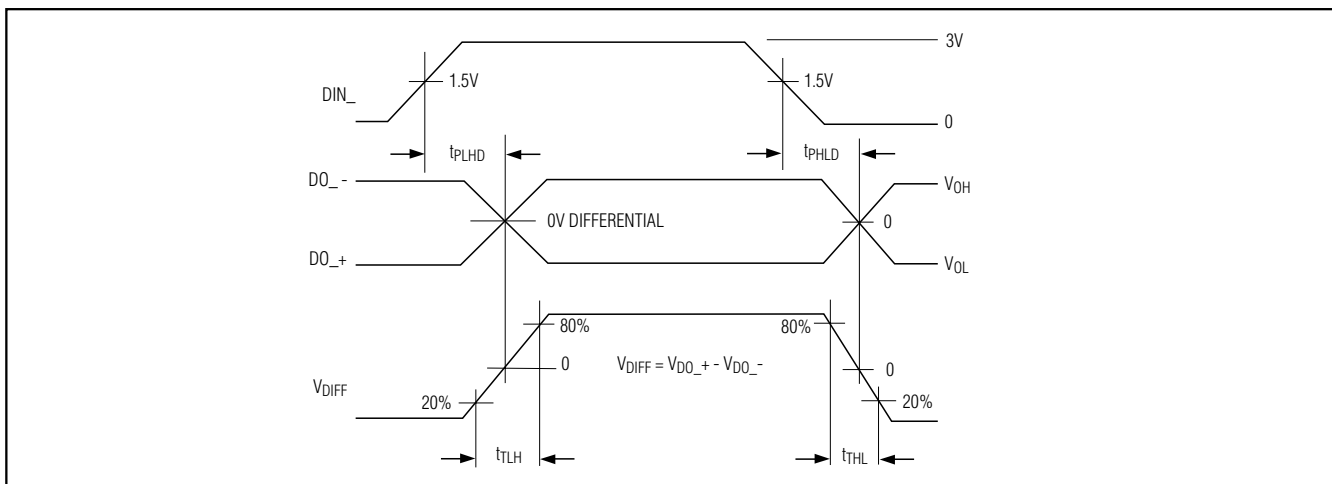 3V
1.5V
1.5V
DIN_
0
tPLHD
tPHLD
DO_ -
VOH
0V DIFFERENTIAL
0
DO_+
VOL
80%
80%
0
VDIFF = VDO_+ - VDO_-
0
VDIFF
20%
20%
tTLH
tTHL